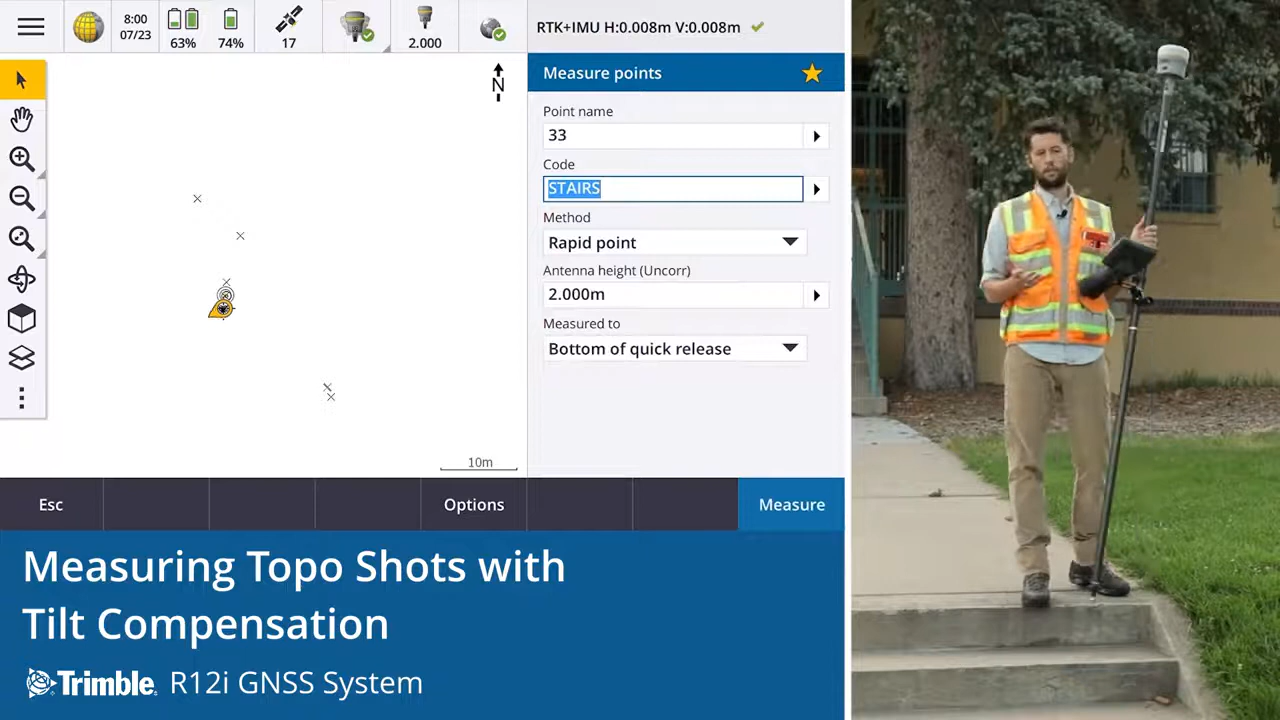 8:00
07/23
63%
74%
17
2.000
RTK+IMU H:0.008m V:0.008m
N
Measure points
Point name
33
Code
STAIRS
Method
Rapid point
Antenna height (Uncorr)
2.000m
Measured to
Bottom of quick release
10m
Esc
Options
Measure
Measuring Topo Shots with
Tilt Compensation
Trimble R12i GNSS System